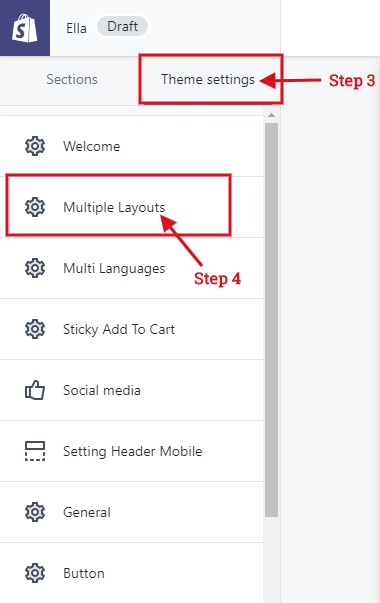 Ella Draft
Sections Theme settings Step 3
Welcome
Multiple Layouts
Multi Languages
Step 4
Sticky Add To Cart
Social media
Setting Header Mobile
General
Button